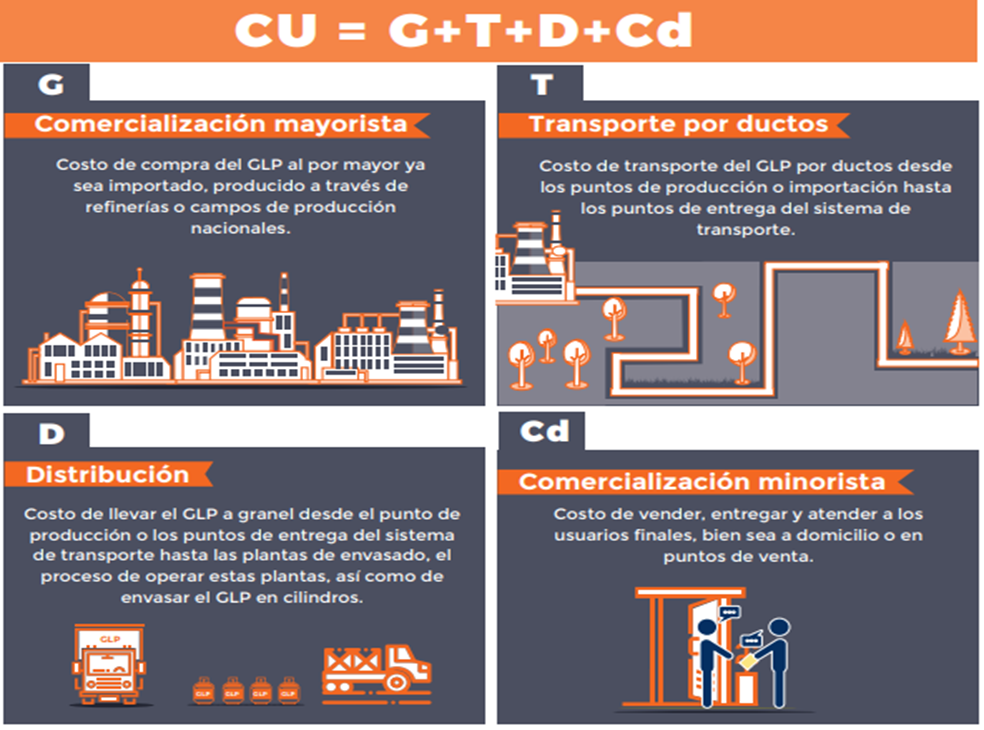 CU = G+T+D+Cd
G
Comercialización mayorista
Costo de compra del GLP al por mayor ya
sea importado, producido a través de
refinerías o campos de producción
nacionales.
T
Transporte por ductos
Costo de transporte del GLP por ductos desde
los puntos de producción o importación hasta
los puntos de entrega del sistema de
transporte.
D
Distribución
Costo de llevar el GLP a granel desde el punto de
producción o los puntos de entrega del sistema
de transporte hasta las plantas de envasado, el
proceso de operar estas plantas, así como de
envasar el GLP en cilindros.
GLP
GLP GLP GLP GLP
Cd
Comercialización minorista
Costo de vender, entregar y atender a los
usuarios finales, bien sea a domicilio o en
puntos de venta.